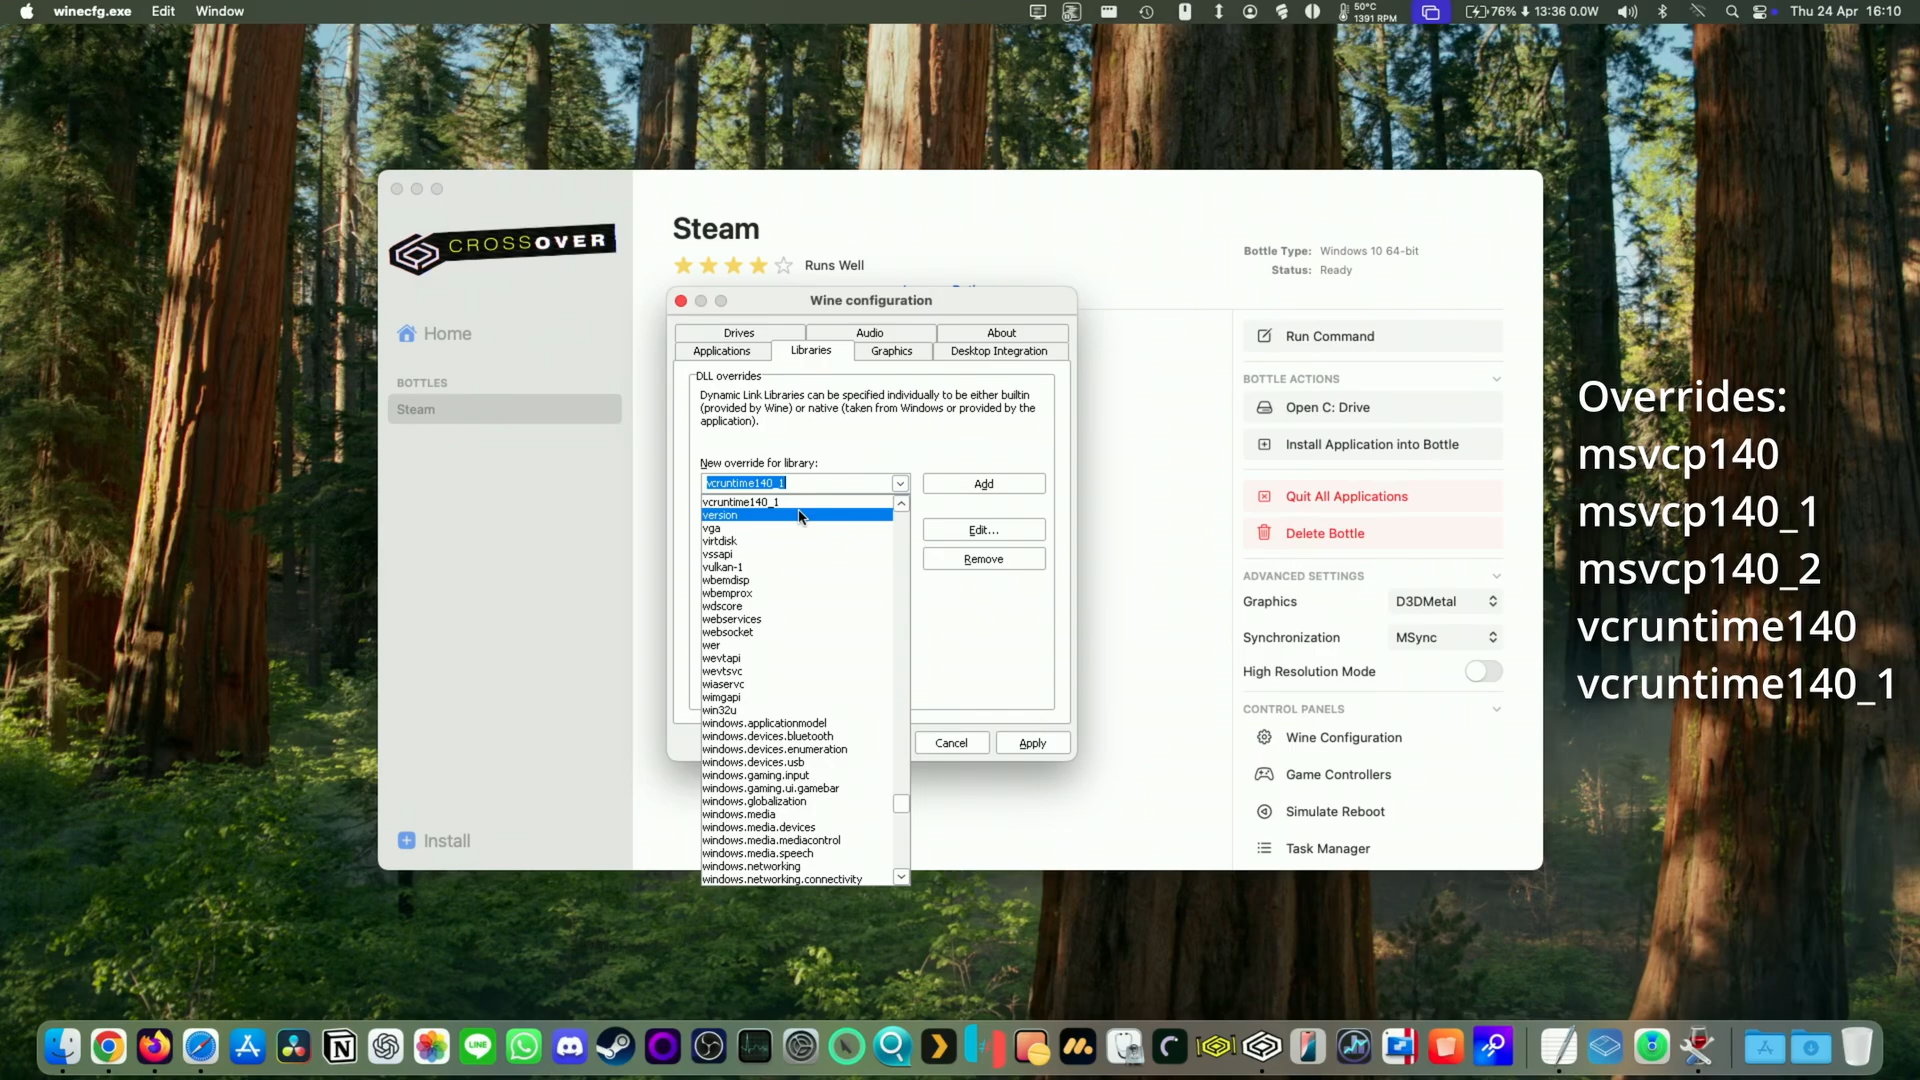 winecfg.exe Edit Window
50°C
1391 RPM
76% 13:36 0.0W
Thu 24 Apr 16:10
CROSSOVER
Home
BOTTLES
Steam
Install
Steam
Runs Well
Bottle Type: Windows 10 64-bit
Status: Ready
Wine configuration
Drives Audio About
Applications Libraries Graphics Desktop Integration
DLL overrides
Dynamic Link Libraries can be specified individually to be either builtin
(provided by Wine) or native (taken from Windows or provided by the
application).
New override for library:
vcruntime140_1
Add
Edit...
Remove
vcruntime140_1
version
vga
virtdisk
vssapi
vulkan-1
wbemdisp
wbemprox
wdscore
webservices
websocket
wer
wevtapi
wevtsvc
wiaservc
wimgapi
win32u
windows.applicationmodel
windows.devices.bluetooth
windows.devices.enumeration
windows.devices.usb
windows.gaming.input
windows.gaming.ui.gamebar
windows.globalization
windows.media
windows.media.devices
windows.media.mediacontrol
windows.media.speech
windows.networking
windows.networking.connectivity
Cancel Apply
Run Command
BOTTLE ACTIONS
Open C: Drive
Install Application into Bottle
Quit All Applications
Delete Bottle
ADVANCED SETTINGS
Graphics D3DMetal
Synchronization MSync
High Resolution Mode
CONTROL PANELS
Wine Configuration
Game Controllers
Simulate Reboot
Task Manager
Overrides:
msvcp140
msvcp140_1
msvcp140_2
vcruntime140
vcruntime140_1